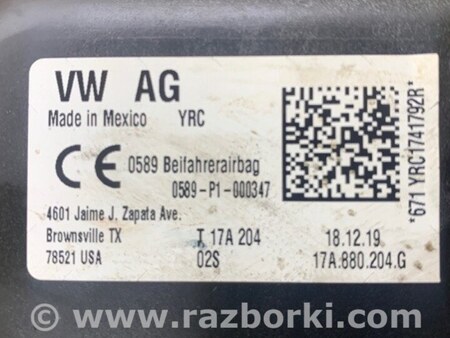 VW AG
Made in Mexico YRC
CE 0589 Beifahrerairbag
0589-P1-000347
4601 Jaime J. Zapata Ave.
Brownsville TX T 17A 204 18.12.19
78521 USA 02S 17A.880.204.G
*671 YRC1741792R*
www.razborki.com